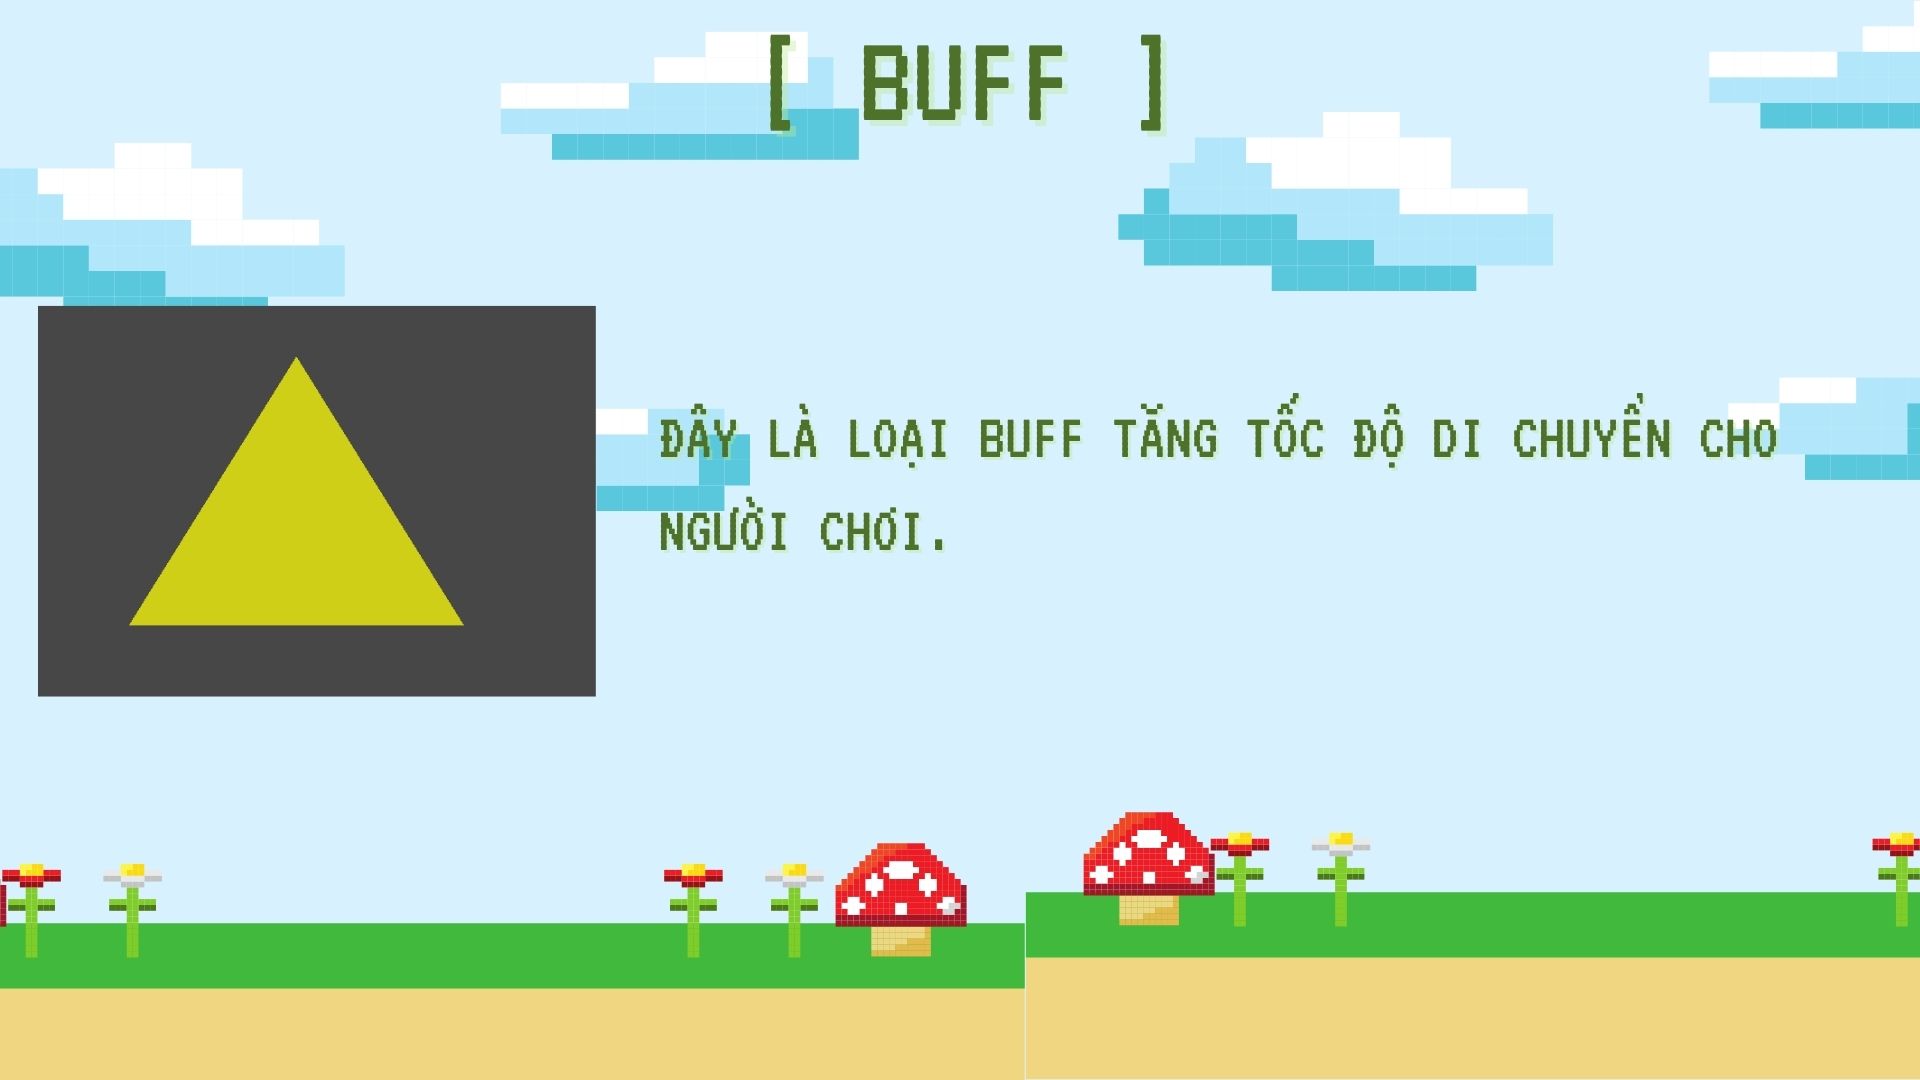 [ BUFF ]
ĐÂY LÀ LOẠI BUFF TĂNG TỐC ĐỘ DI CHUYỂN CHO
NGƯỜI CHƠI.